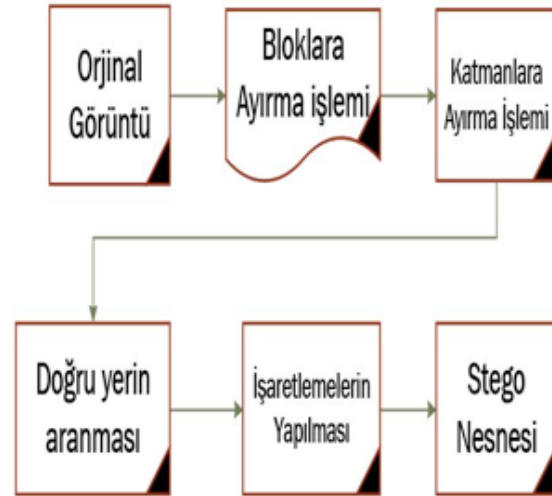 Orjinal
Görüntü
Bloklara
Ayırma işlemi
Katmanlara
Ayırma İşlemi
Doğru yerin
aranması
İşaretlemelerin
Yapılması
Stego
Nesnesi